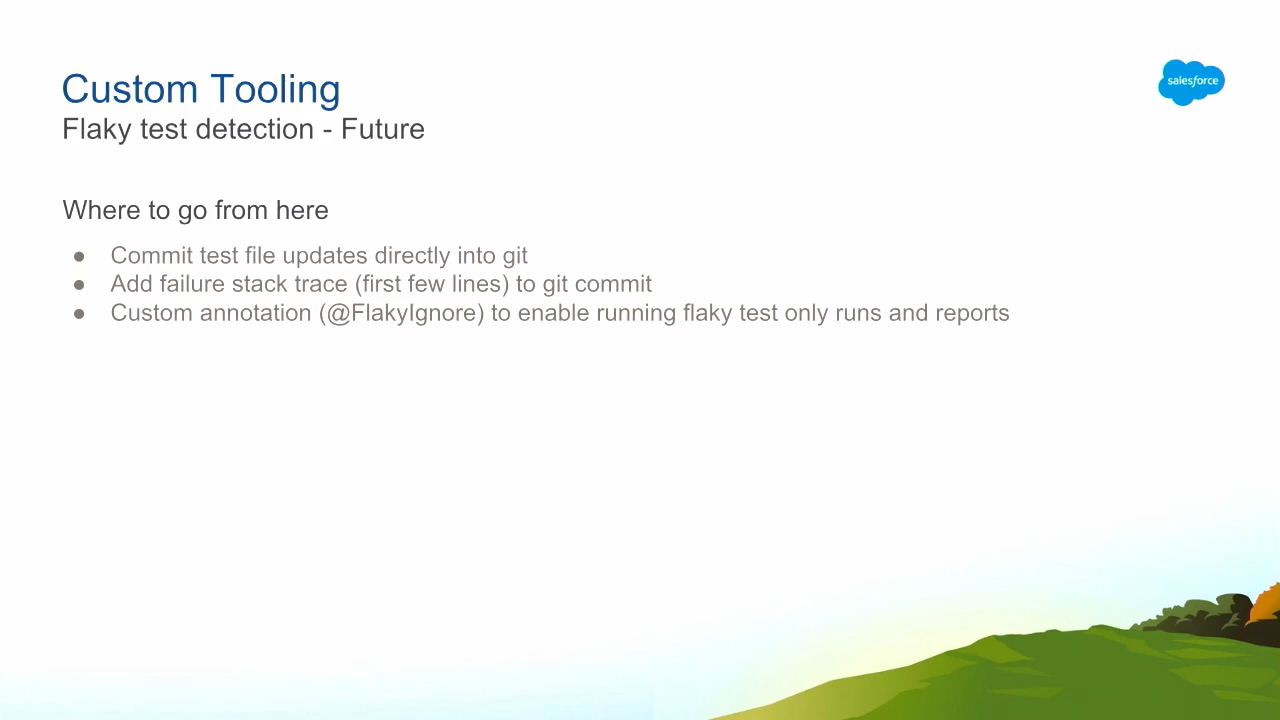 Custom Tooling
salesforce
Flaky test detection - Future
Where to go from here
● Commit test file updates directly into git
● Add failure stack trace (first few lines) to git commit
● Custom annotation (@FlakyIgnore) to enable running flaky test only runs and reports